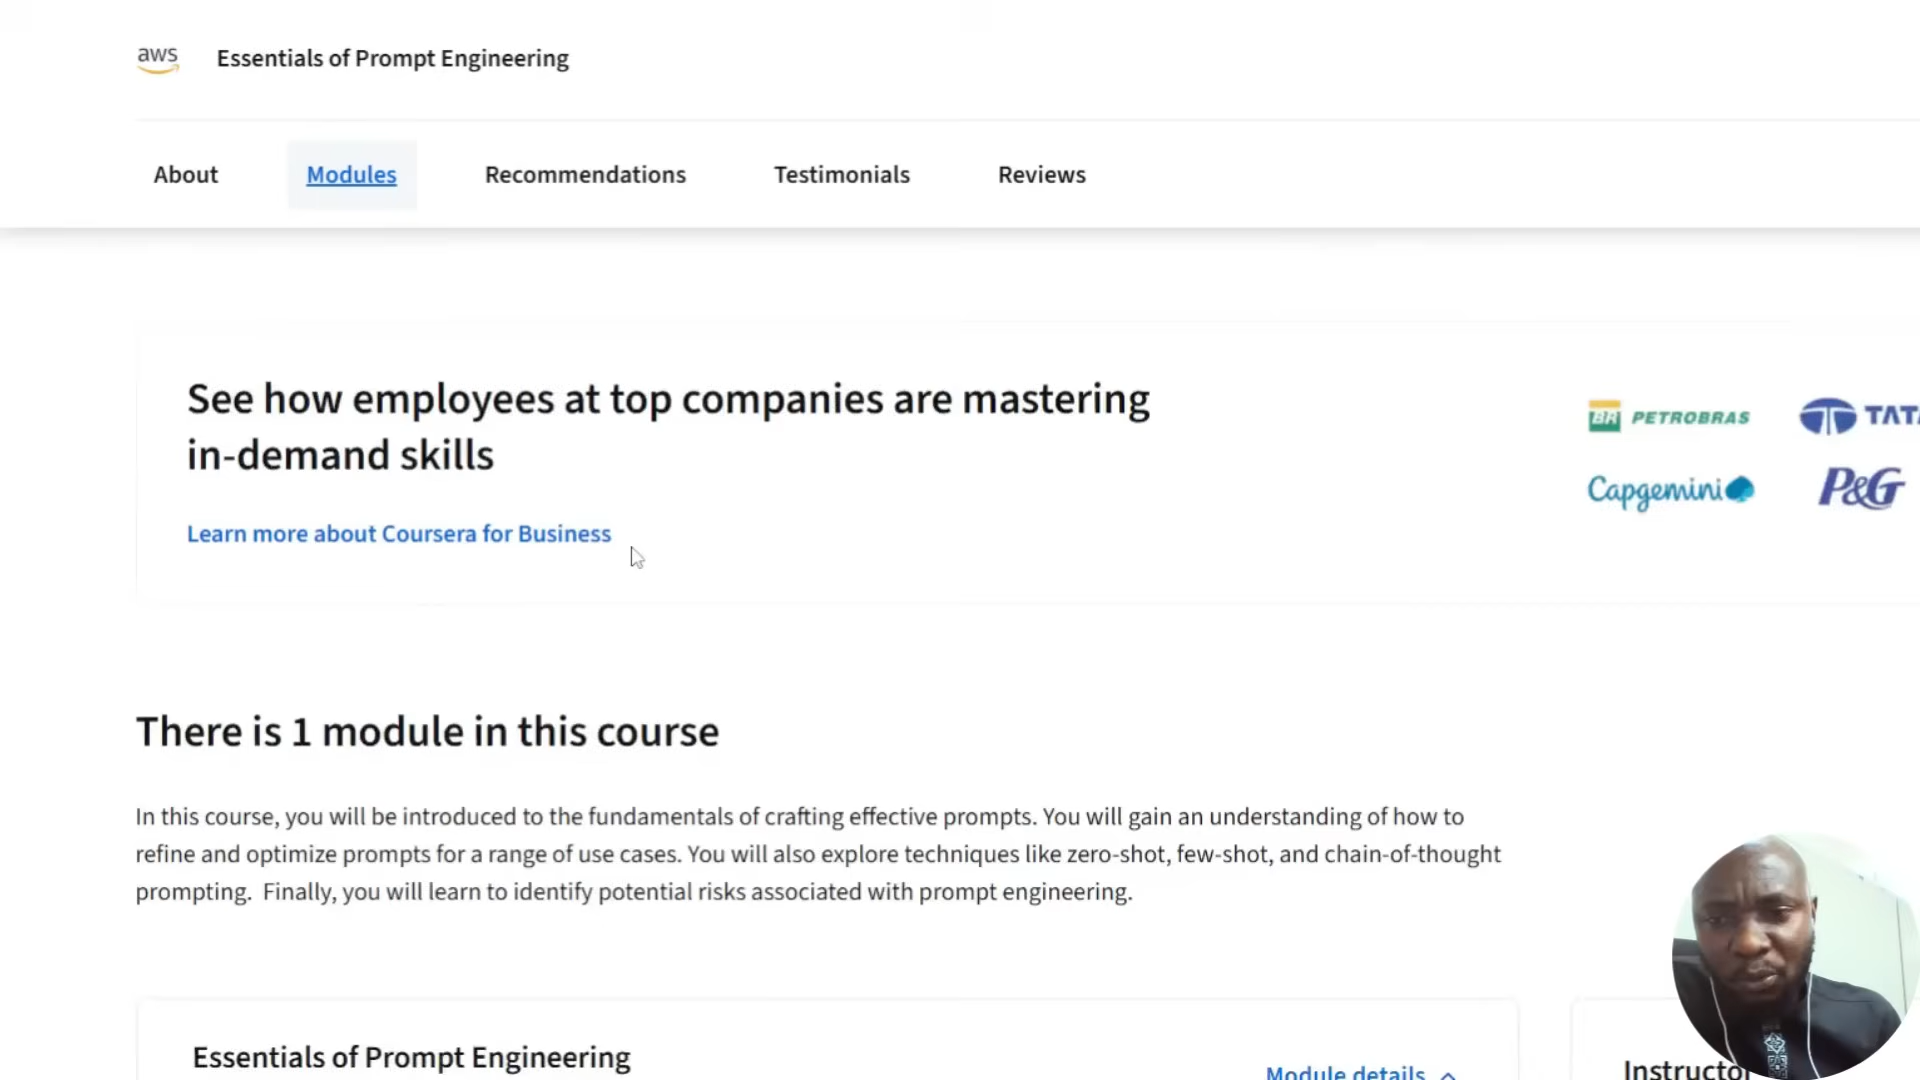 aws
Essentials of Prompt Engineering
About
Modules
Recommendations
Testimonials
Reviews
See how employees at top companies are mastering
in-demand skills
BR PETROBRAS
TAT
Capgemini
P&G
Learn more about Coursera for Business
There is 1 module in this course
In this course, you will be introduced to the fundamentals of crafting effective prompts. You will gain an understanding of how to
refine and optimize prompts for a range of use cases. You will also explore techniques like zero-shot, few-shot, and chain-of-thought
prompting. Finally, you will learn to identify potential risks associated with prompt engineering.
Essentials of Prompt Engineering
Module details
Instructor